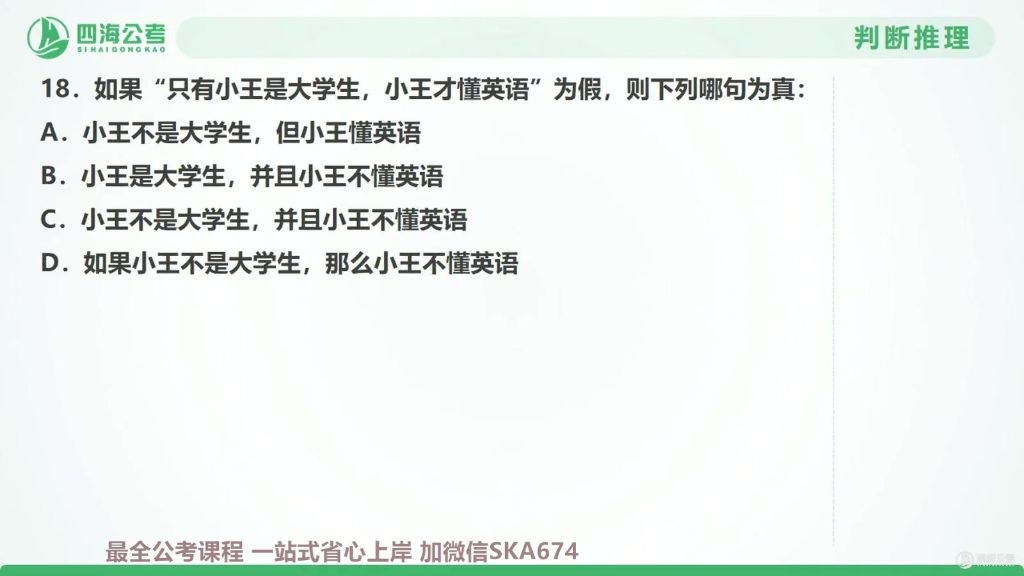 四海公考
SIHAIGONGKAO
判断推理
18．如果“只有小王是大学生，小王才懂英语”为假，则下列哪句为真：
A．小王不是大学生，但小王懂英语
B．小王是大学生，并且小王不懂英语
C．小王不是大学生，并且小王不懂英语
D．如果小王不是大学生，那么小王不懂英语
最全公考课程 一站式省心上岸 加微信SKA674